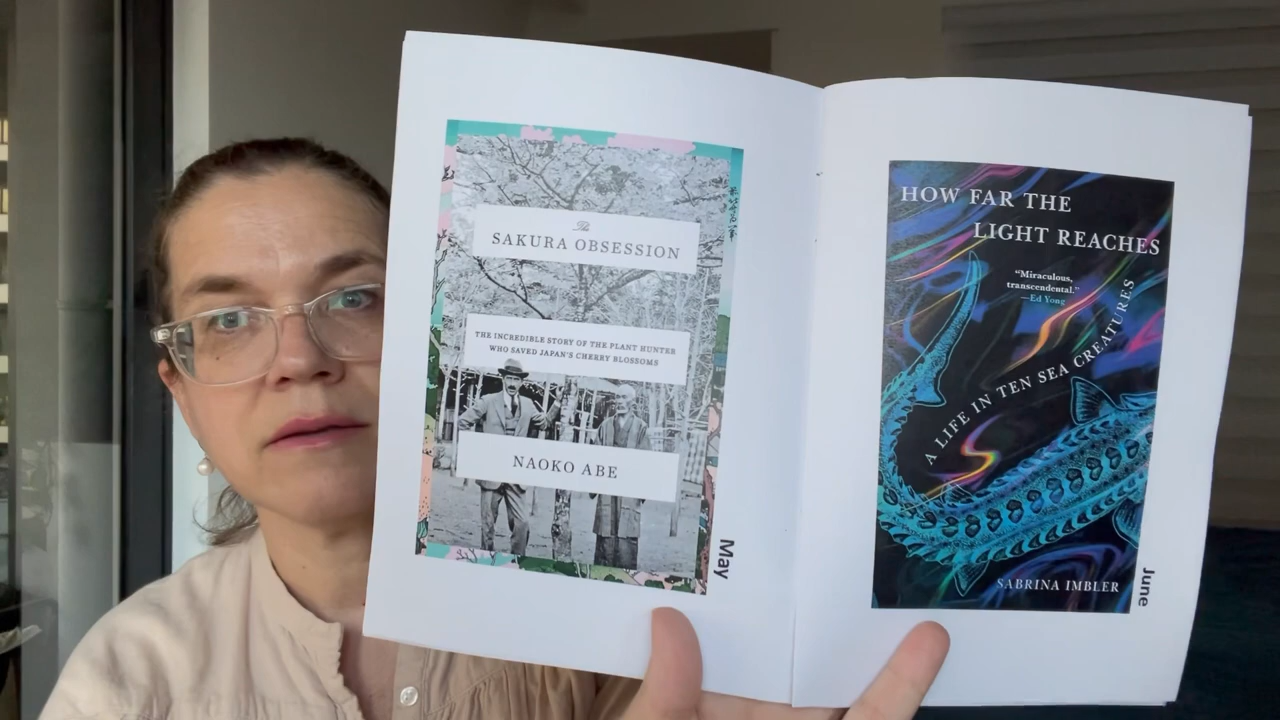 The
SAKURA OBSESSION
THE INCREDIBLE STORY OF THE PLANT HUNTER
WHO SAVED JAPAN'S CHERRY BLOSSOMS
NAOKO ABE
May
HOW FAR THE
LIGHT REACHES
“Miraculous,
transcendental.”
—Ed Yong
A LIFE IN TEN SEA CREATURES
SABRINA IMBLER
June